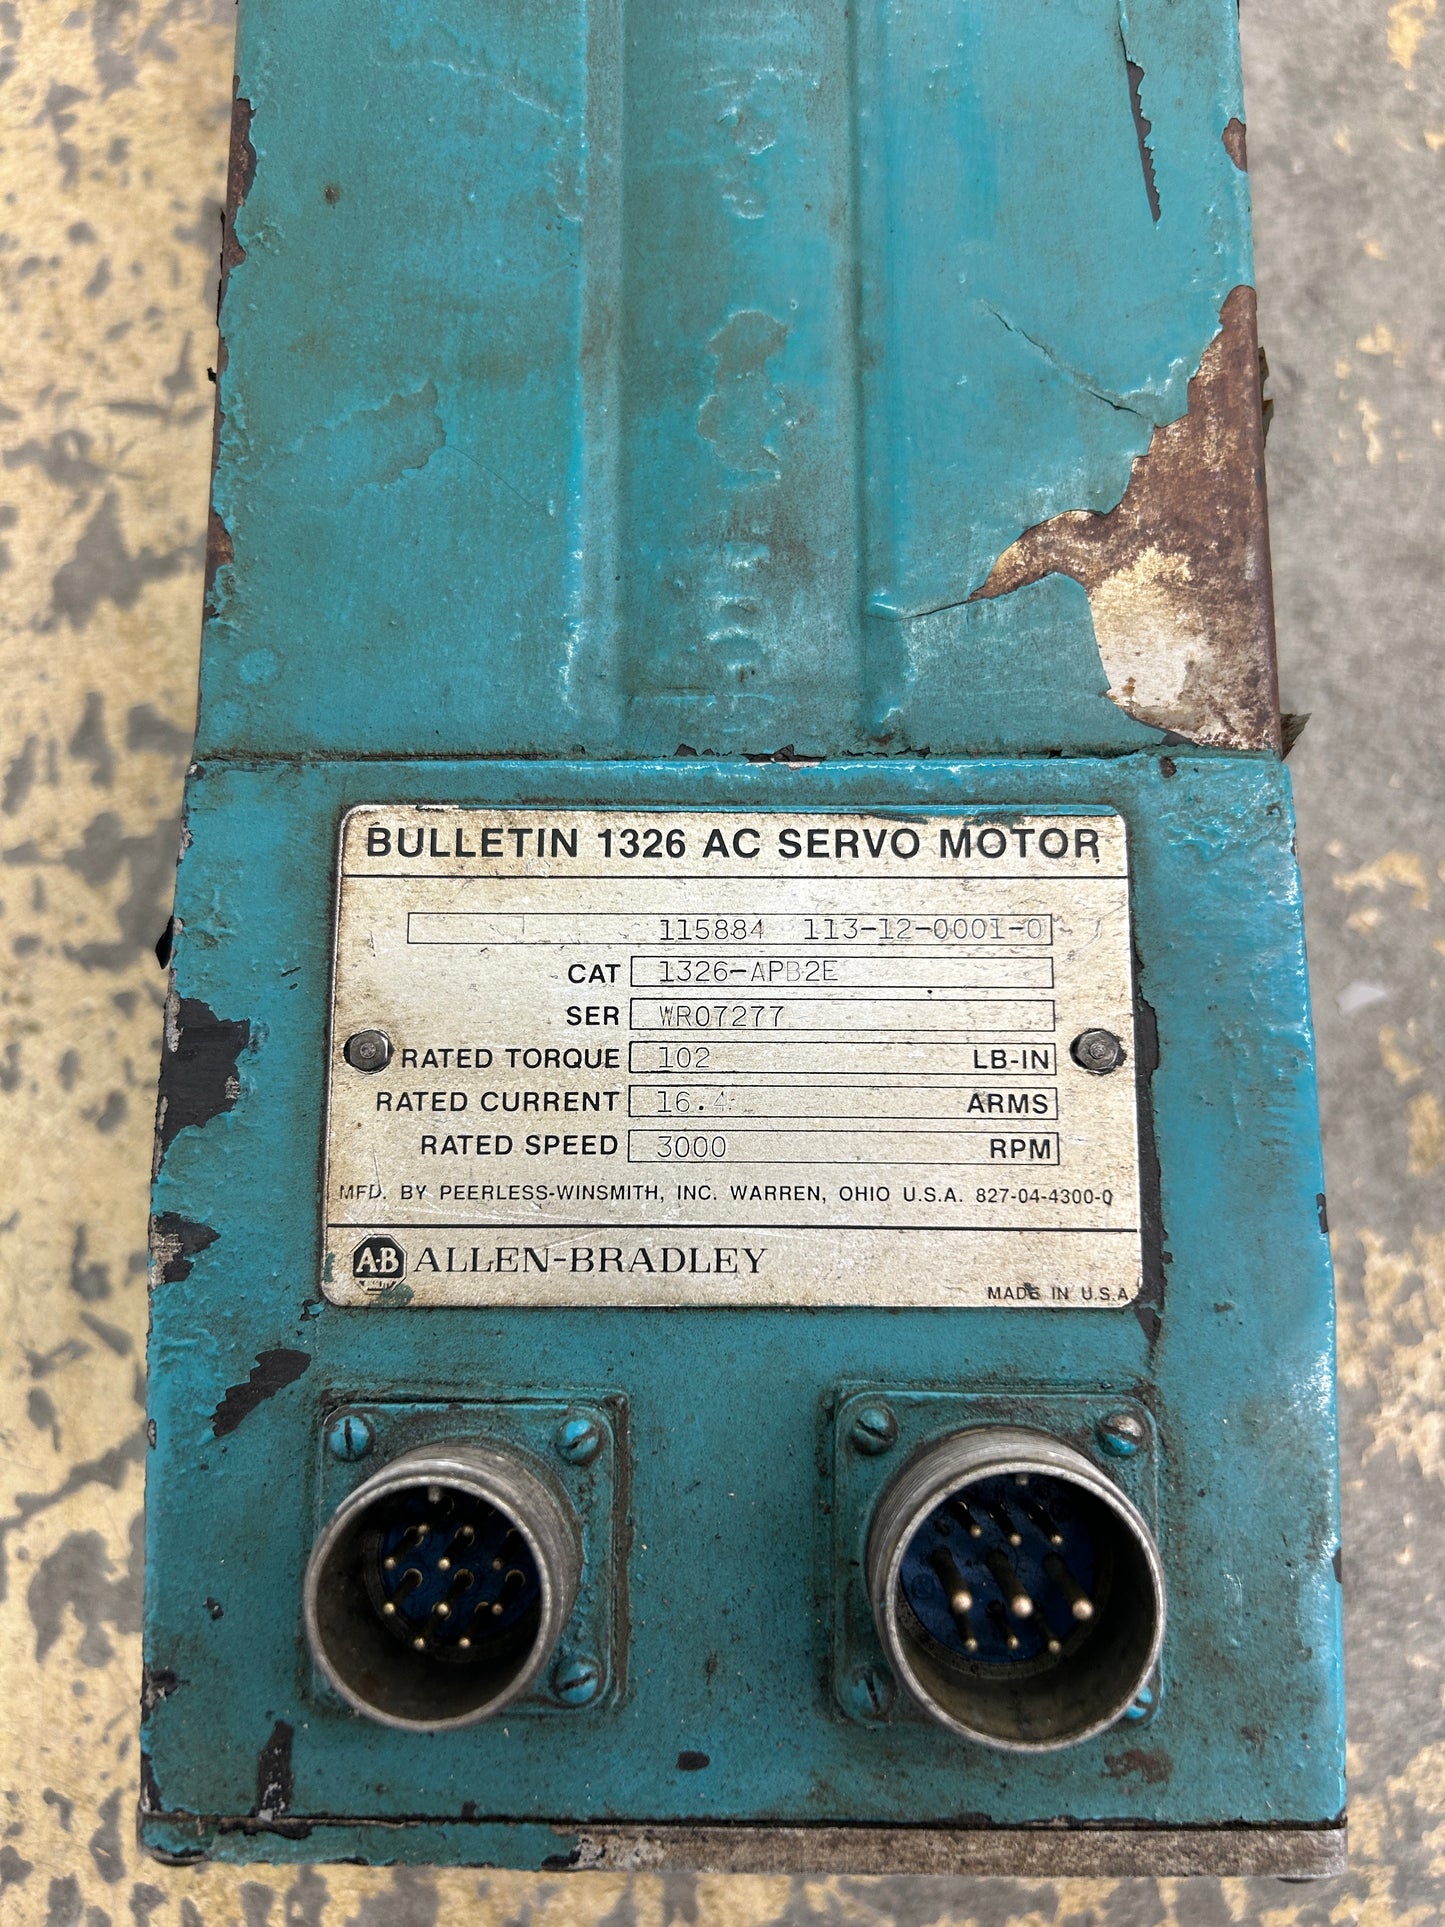 BULLETIN 1326 AC SERVO MOTOR
115884 113-12-0001-0
CAT 1326-APB2E
SER WR07277
RATED TORQUE 102 LB-IN
RATED CURRENT 16.4 ARMS
RATED SPEED 3000 RPM
MFD. BY PEERLESS-WINSMITH, INC. WARREN, OHIO U.S.A. 827-04-4300-0
A-B ALLEN-BRADLEY
MADE IN U.S.A